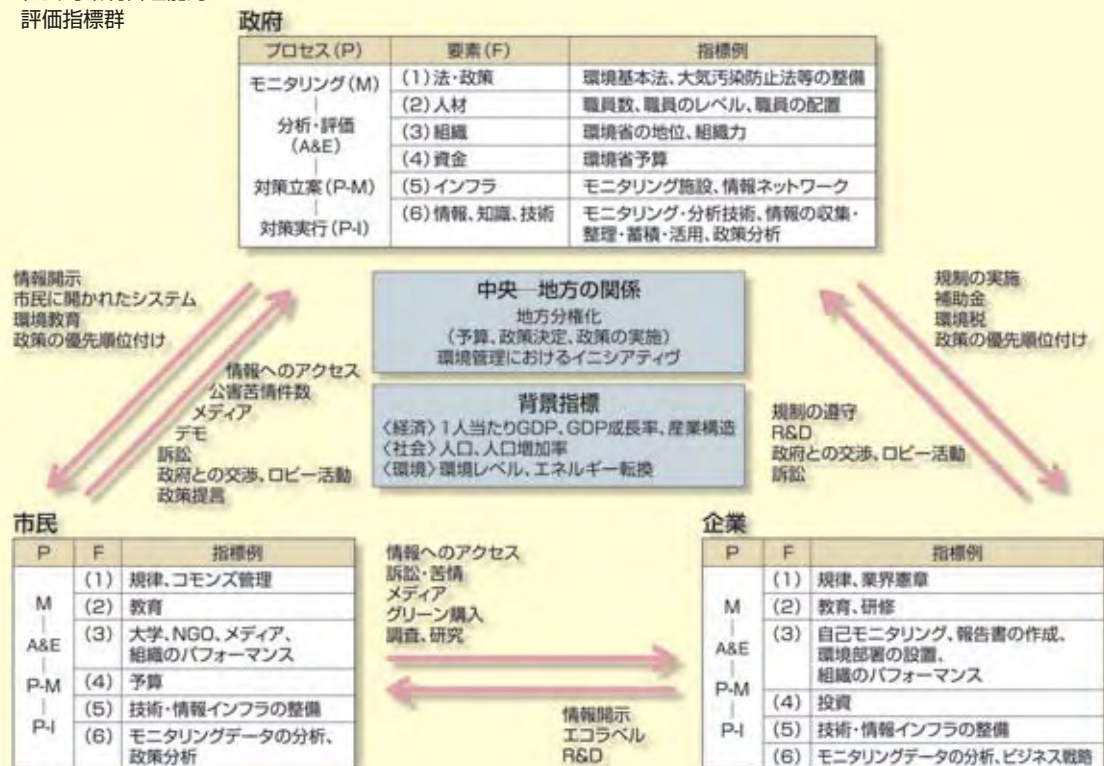 評価指標群
政府
プロセス(P) 要素(F) 指標例
モニタリング(M)
分析・評価
(A&E)
対策立案(P-M)
対策実行(P-I)
(1)法・政策 環境基本法、大気汚染防止法等の整備
(2)人材 職員数、職員のレベル、職員の配置
(3)組織 環境省の地位、組織力
(4)資金 環境省予算
(5)インフラ モニタリング施設、情報ネットワーク
(6)情報、知識、技術 モニタリング・分析技術、情報の収集・
整理・蓄積・活用、政策分析
情報開示
市民に開かれたシステム
環境教育
政策の優先順位付け
中央―地方の関係
地方分権化
(予算、政策決定、政策の実施)
環境管理におけるイニシアティヴ
規制の実施
補助金
環境税
政策の優先順位付け
情報へのアクセス
公害苦情件数
メディア
デモ
訴訟
政府との交渉、ロビー活動
政策提言
背景指標
〈経済〉1人当たりGDP、GDP成長率、産業構造
〈社会〉人口、人口増加率
〈環境〉環境レベル、エネルギー転換
規制の遵守
R&D
政府との交渉、ロビー活動
訴訟
市民
P F 指標例
M
A&E
P-M
P-I
(1) 規律、コモンズ管理
(2) 教育
(3) 大学、NGO、メディア、
組織のパフォーマンス
(4) 予算
(5) 技術・情報インフラの整備
(6) モニタリングデータの分析、
政策分析
情報へのアクセス
訴訟・苦情
メディア
グリーン購入
調査、研究
情報開示
エコラベル
R&D
企業
P F 指標例
M
A&E
P-M
P-I
(1) 規律、業界憲章
(2) 教育、研修
(3) 自己モニタリング、報告書の作成、
環境部署の設置、
組織のパフォーマンス
(4) 投資
(5) 技術・情報インフラの整備
(6) モニタリングデータの分析、ビジネス戦略